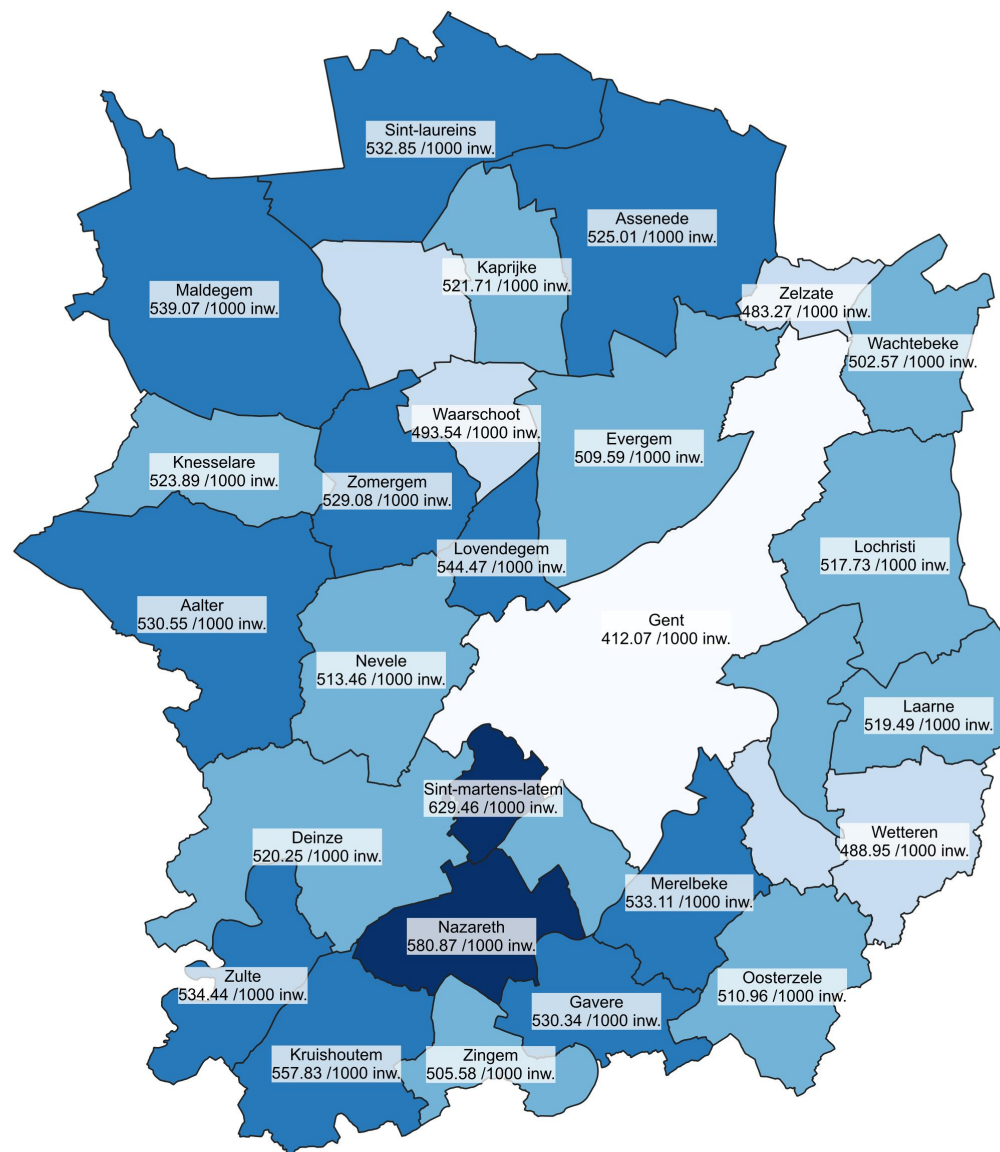 Sint-laureins
532.85 /1000 inw.
Assenede
525.01 /1000 inw.
Kaprijke
521.71 /1000 inw.
Maldegem
539.07 /1000 inw.
Zelzate
483.27 /1000 inw.
Wachtebeke
502.57 /1000 inw.
Waarschoot
493.54 /1000 inw.
Evergem
509.59 /1000 inw.
Knesselare
523.89 /1000 inw.
Zomergem
529.08 /1000 inw.
Lovendegem
544.47 /1000 inw.
Lochristi
517.73 /1000 inw.
Aalter
530.55 /1000 inw.
Gent
412.07 /1000 inw.
Nevele
513.46 /1000 inw.
Laarne
519.49 /1000 inw.
Sint-martens-latem
629.46 /1000 inw.
Deinze
520.25 /1000 inw.
Wetteren
488.95 /1000 inw.
Merelbeke
533.11 /1000 inw.
Nazareth
580.87 /1000 inw.
Zulte
534.44 /1000 inw.
Oosterzele
510.96 /1000 inw.
Gavere
530.34 /1000 inw.
Kruishoutem
557.83 /1000 inw.
Zingem
505.58 /1000 inw.